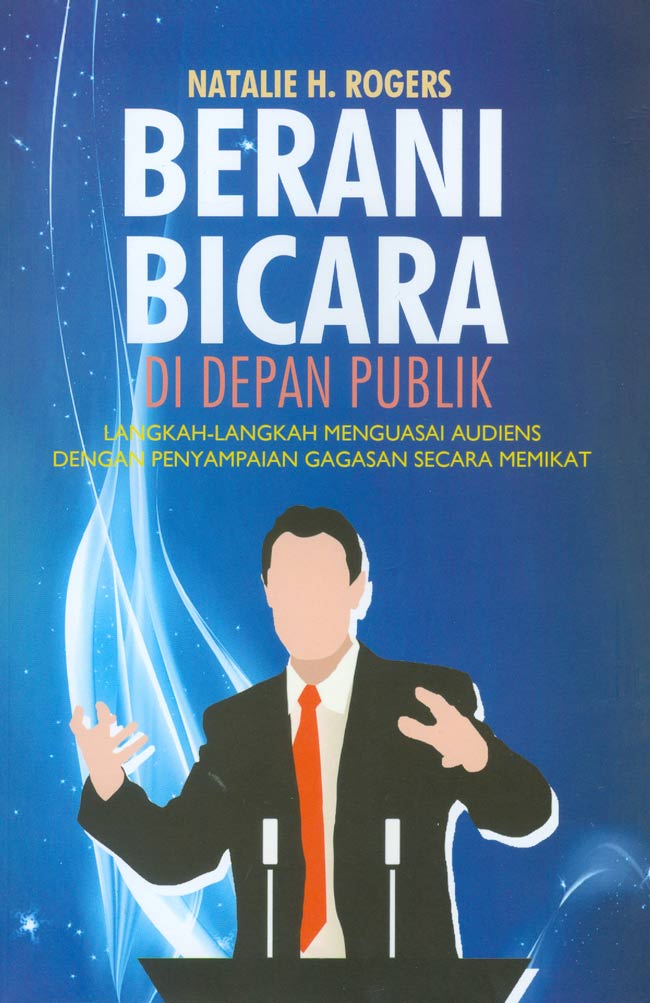 NATALIE H. ROGERS
BERANI
BICARA
DI DEPAN PUBLIK
LANGKAH-LANGKAH MENGUASAI AUDIENS
DENGAN PENYAMPAIAN GAGASAN SECARA MEMIKAT